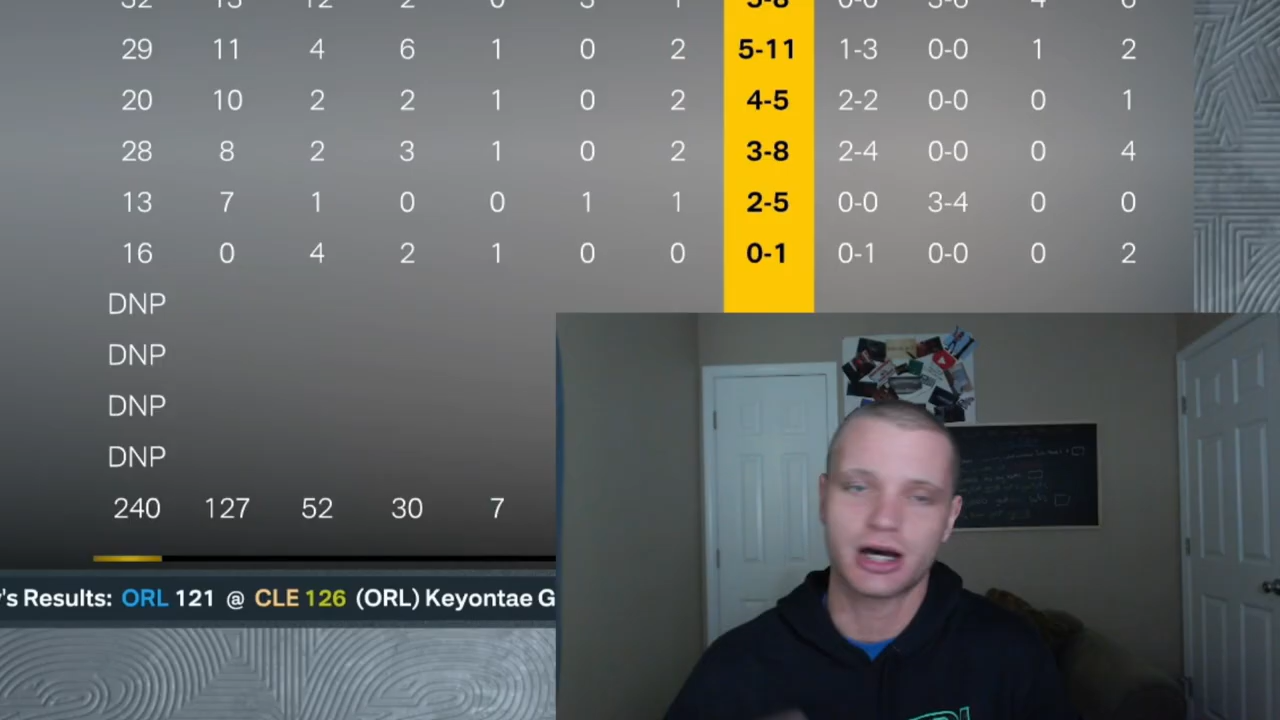 29 11 4 6 1 0 2 5-11 1-3 0-0 1 2
20 10 2 2 1 0 2 4-5 2-2 0-0 0 1
28 8 2 3 1 0 2 3-8 2-4 0-0 0 4
13 7 1 0 0 1 1 2-5 0-0 3-4 0 0
16 0 4 2 1 0 0 0-1 0-1 0-0 0 2
DNP
DNP
DNP
DNP
240 127 52 30 7
's Results: ORL 121 @ CLE 126 (ORL) Keyontae G